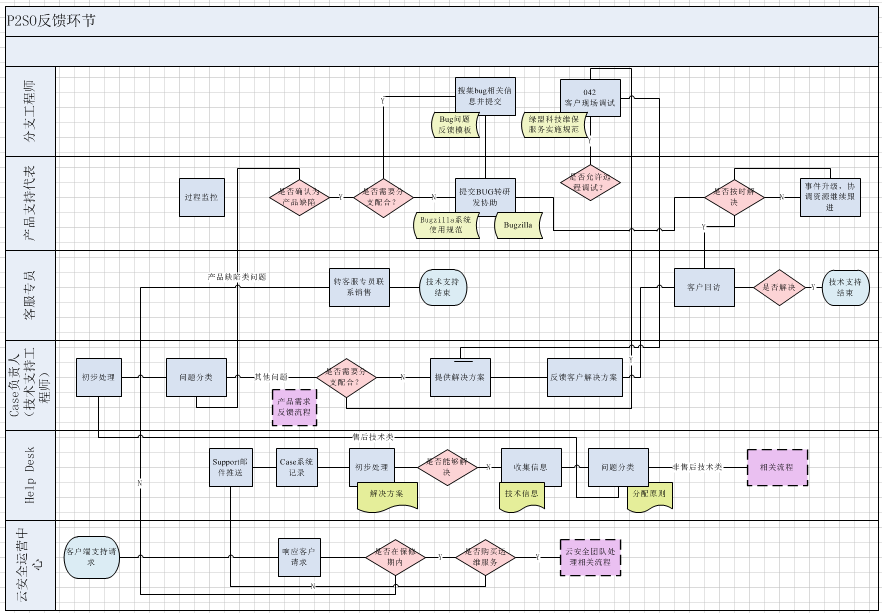 P2SO反馈环节
分支工程师
搜集bug相关信
息并提交
Bug问题
反馈模板
042
客户现场调试
绿盟科技维保
服务实施规范
Y
Y
产品支持代表
过程监控
是否确认为
产品缺陷
Y
是否需要分
支配合?
N
提交BUG转研
发协助
Bugzilla系统
使用规范
Bugzilla
是否允许远
程调试?
是否按时解
决
N
事件升级，协
调资源继续跟
进
Y
客服专员
产品缺陷类问题
转客服专员联
系销售
技术支持
结束
客户回访
是否解决
Y
技术支持
结束
Case负责人
（技术支持工
程师）
初步处理
问题分类
其他问题
是否需要分
支配合?
N
提供解决方案
反馈客户解决方案
Y
产品需求
反馈流程
Help Desk
售后技术类
Support邮
件推送
Case系统
记录
初步处理
解决方案
是否能够解
决
N
收集信息
技术信息
问题分类
分配原则
非售后技术类
相关流程
N
云安全运营中
心
客户端支持请
求
响应客户
请求
是否在保修
期内
Y
是否购买运
维服务
Y
云安全团队处
理相关流程
N